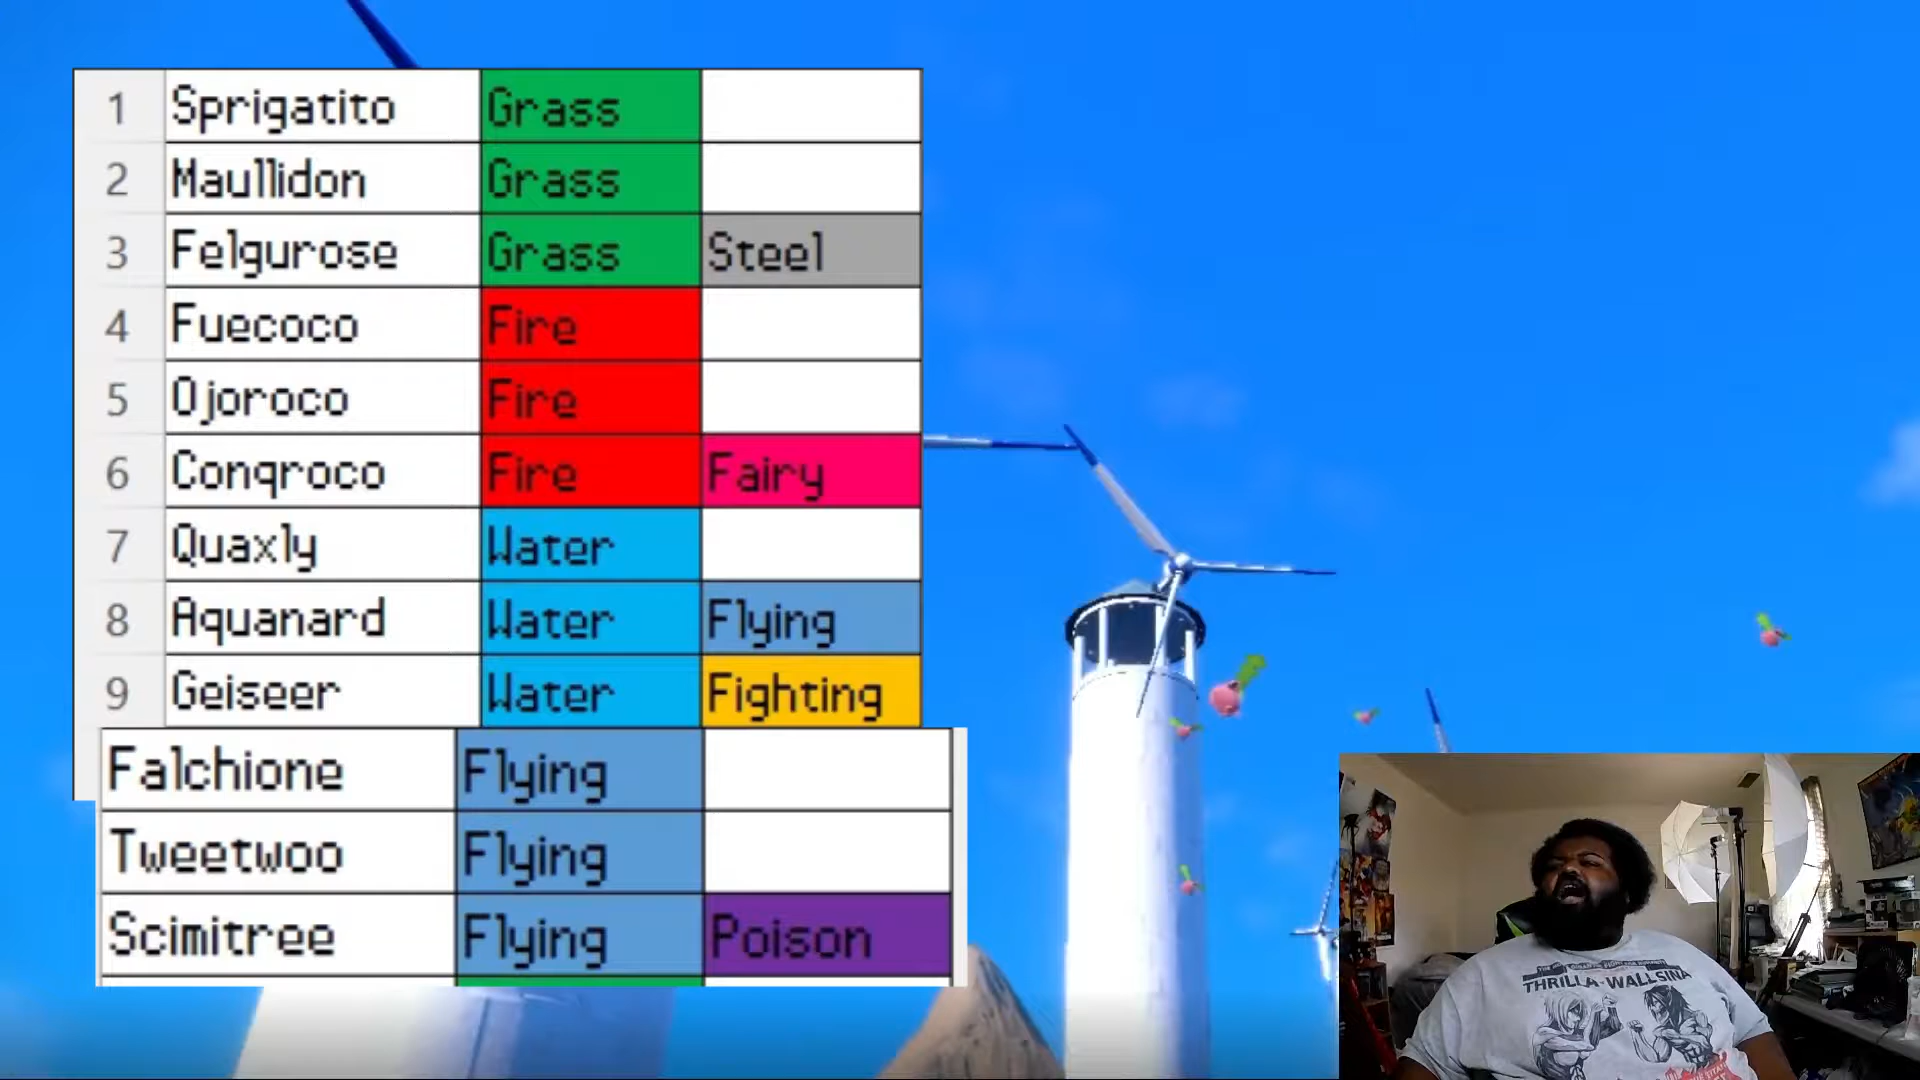 1 Sprigatito Grass
2 Maullidon Grass
3 Felgurose Grass Steel
4 Fuecoco Fire
5 Ojoroco Fire
6 Conqroco Fire Fairy
7 Quaxly Water
8 Aquanard Water Flying
9 Geiseer Water Fighting
Falchione Flying
Tweetwoo Flying
Scimitree Flying Poison
THRILLA-WALLSINA